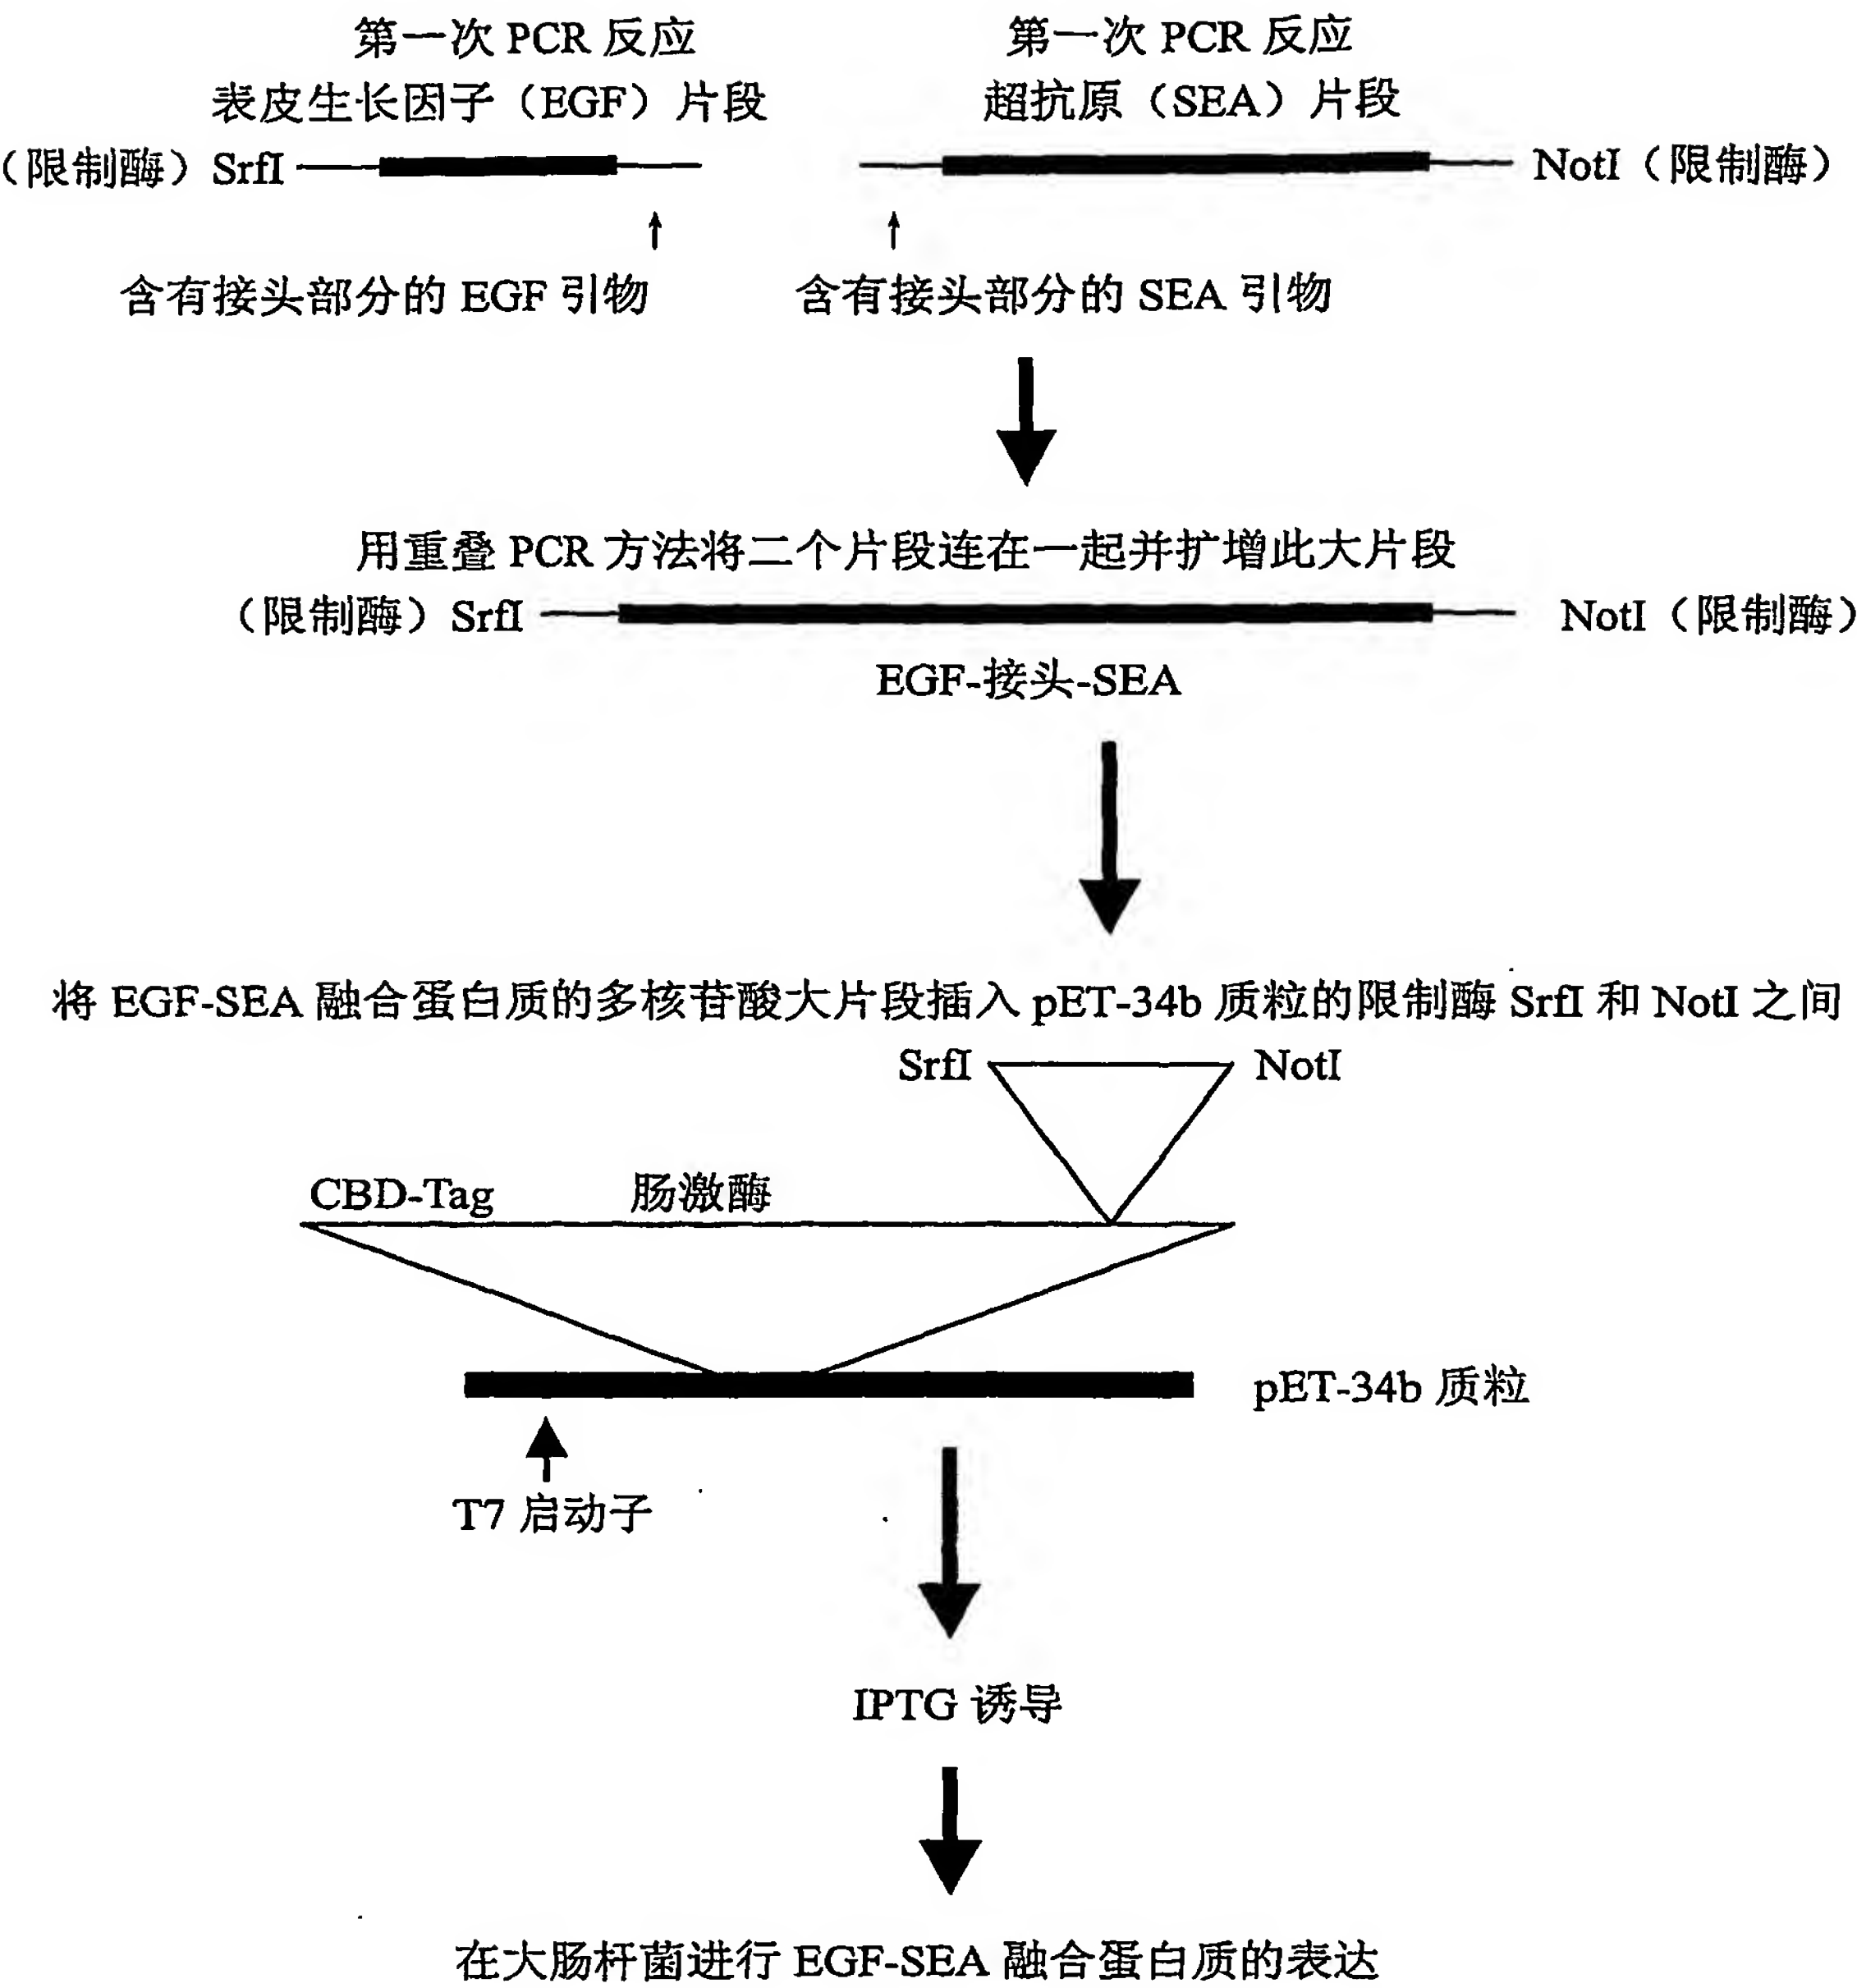 第一次 PCR 反应
表皮生长因子（EGF）片段
（限制酶）SrfI
含有接头部分的 EGF 引物
第一次 PCR 反应
超抗原（SEA）片段
NotI（限制酶）
含有接头部分的 SEA 引物
用重叠 PCR 方法将二个片段连在一起并扩增此大片段
（限制酶）SrfI NotI（限制酶）
EGF-接头-SEA
将 EGF-SEA 融合蛋白质的多核苷酸大片段插入 pET-34b 质粒的限制酶 SrfI 和 NotI 之间
SrfI NotI
CBD-Tag 肠激酶
pET-34b 质粒
T7 启动子
IPTG 诱导
在大肠杆菌进行 EGF-SEA 融合蛋白质的表达